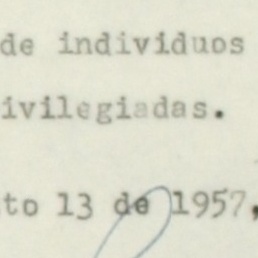 de individuos
ivilegiadas.
to 13 de 1957,